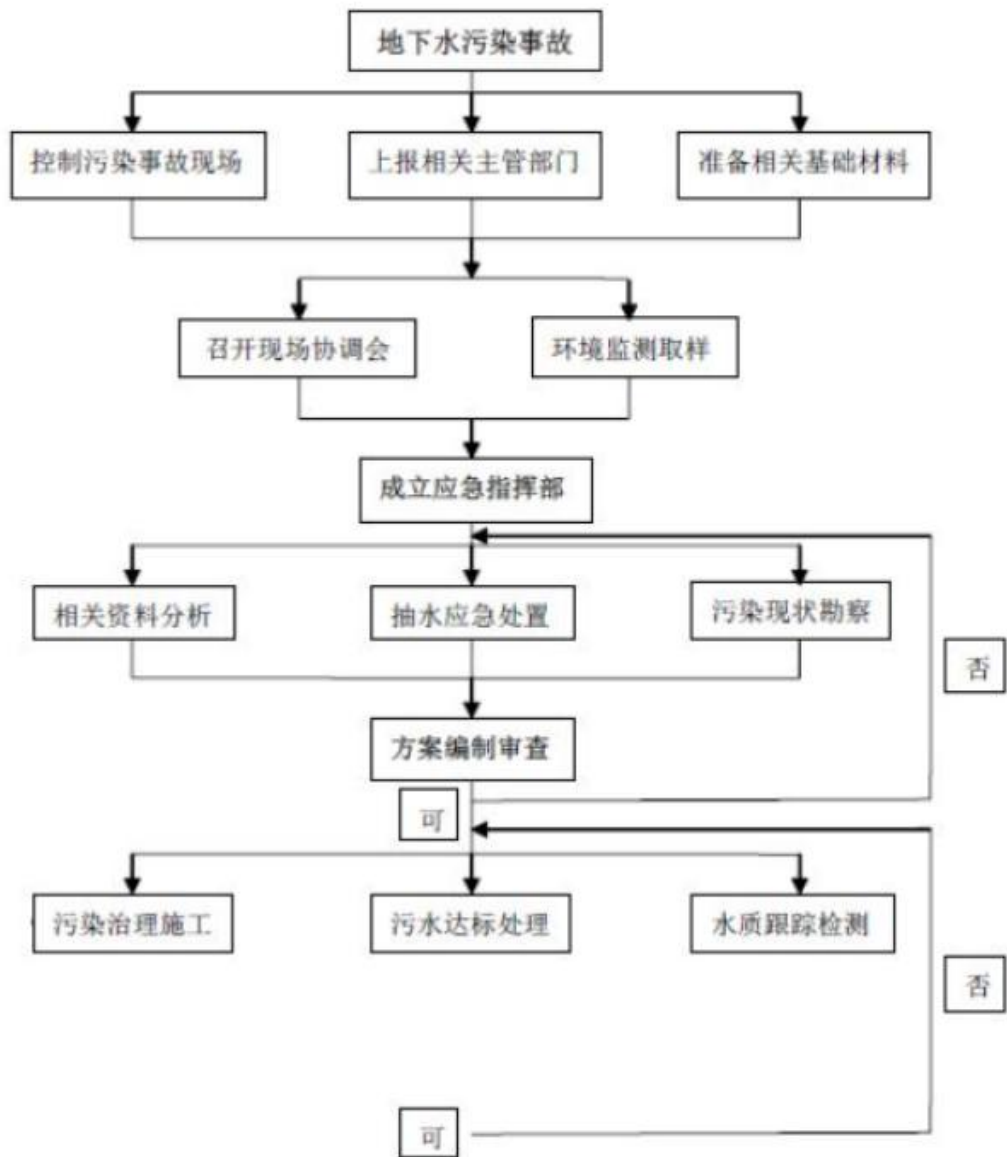 地下水污染事故
控制污染事故现场
上报相关主管部门
准备相关基础材料
召开现场协调会
环境监测取样
成立应急指挥部
相关资料分析
抽水应急处置
污染现状勘察
否
方案编制审查
可
污染治理施工
污水达标处理
水质跟踪检测
否
可